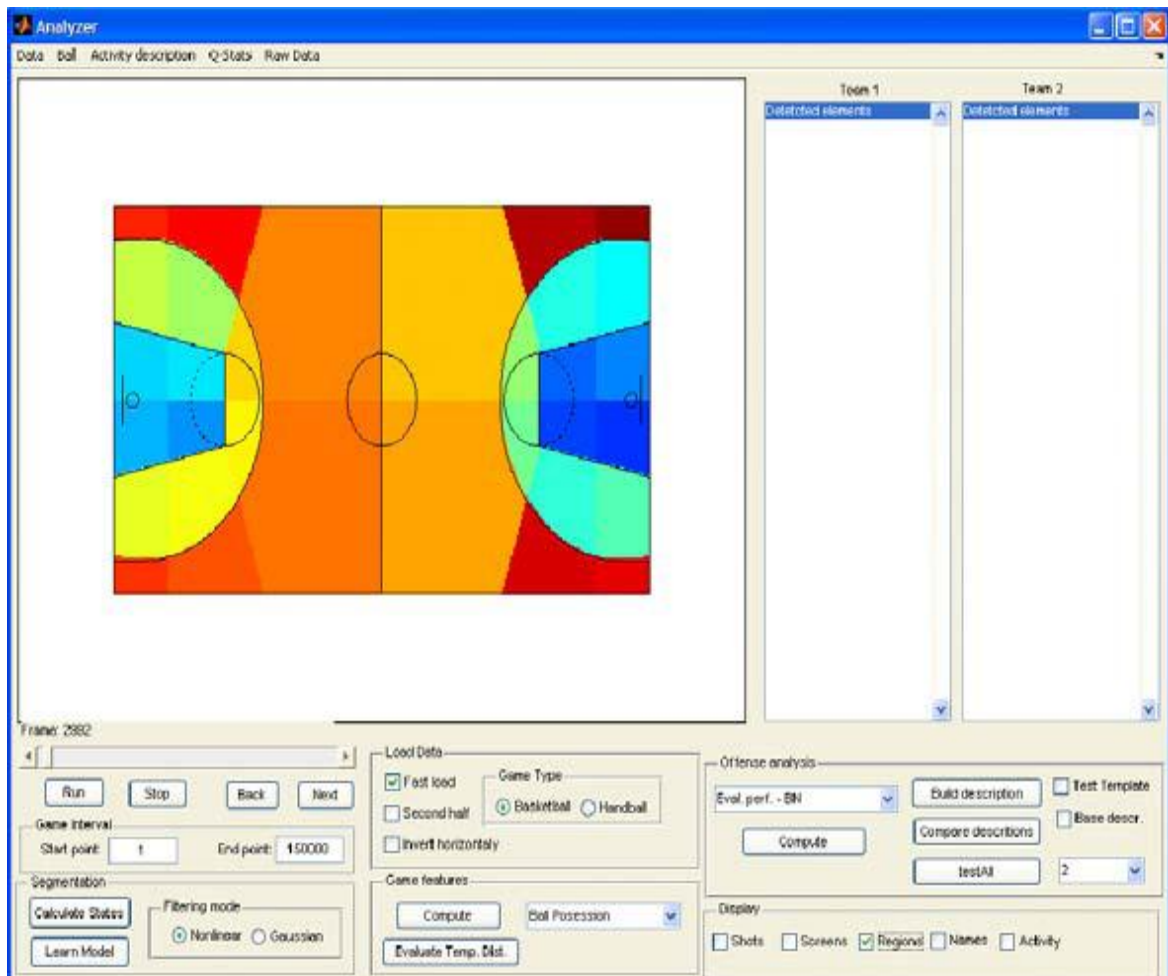 Analyzer
Data Ball Activity description Q-Stats Raw Data
Team 1
Team 2
Detetcted elements
Detetcted elements
Frame: 2992
Run
Stop
Back
Next
Game interval
Start point: 1
End point: 150000
Segmentation
Calculate States
Learn Model
Filtering mode
Nonlinear
Gaussian
Load Data
Fast load
Second half
Invert horizontaly
Game Type
Basketball
Handball
Game features
Compute
Ball Posession
Evaluate Temp. Dist.
Offense analysis
Eval. perf. - BIN
Compute
Build description
Compare descritions
testAll
Test Template
Base descr.
2
Display
Shots
Screens
Regions
Names
Activity